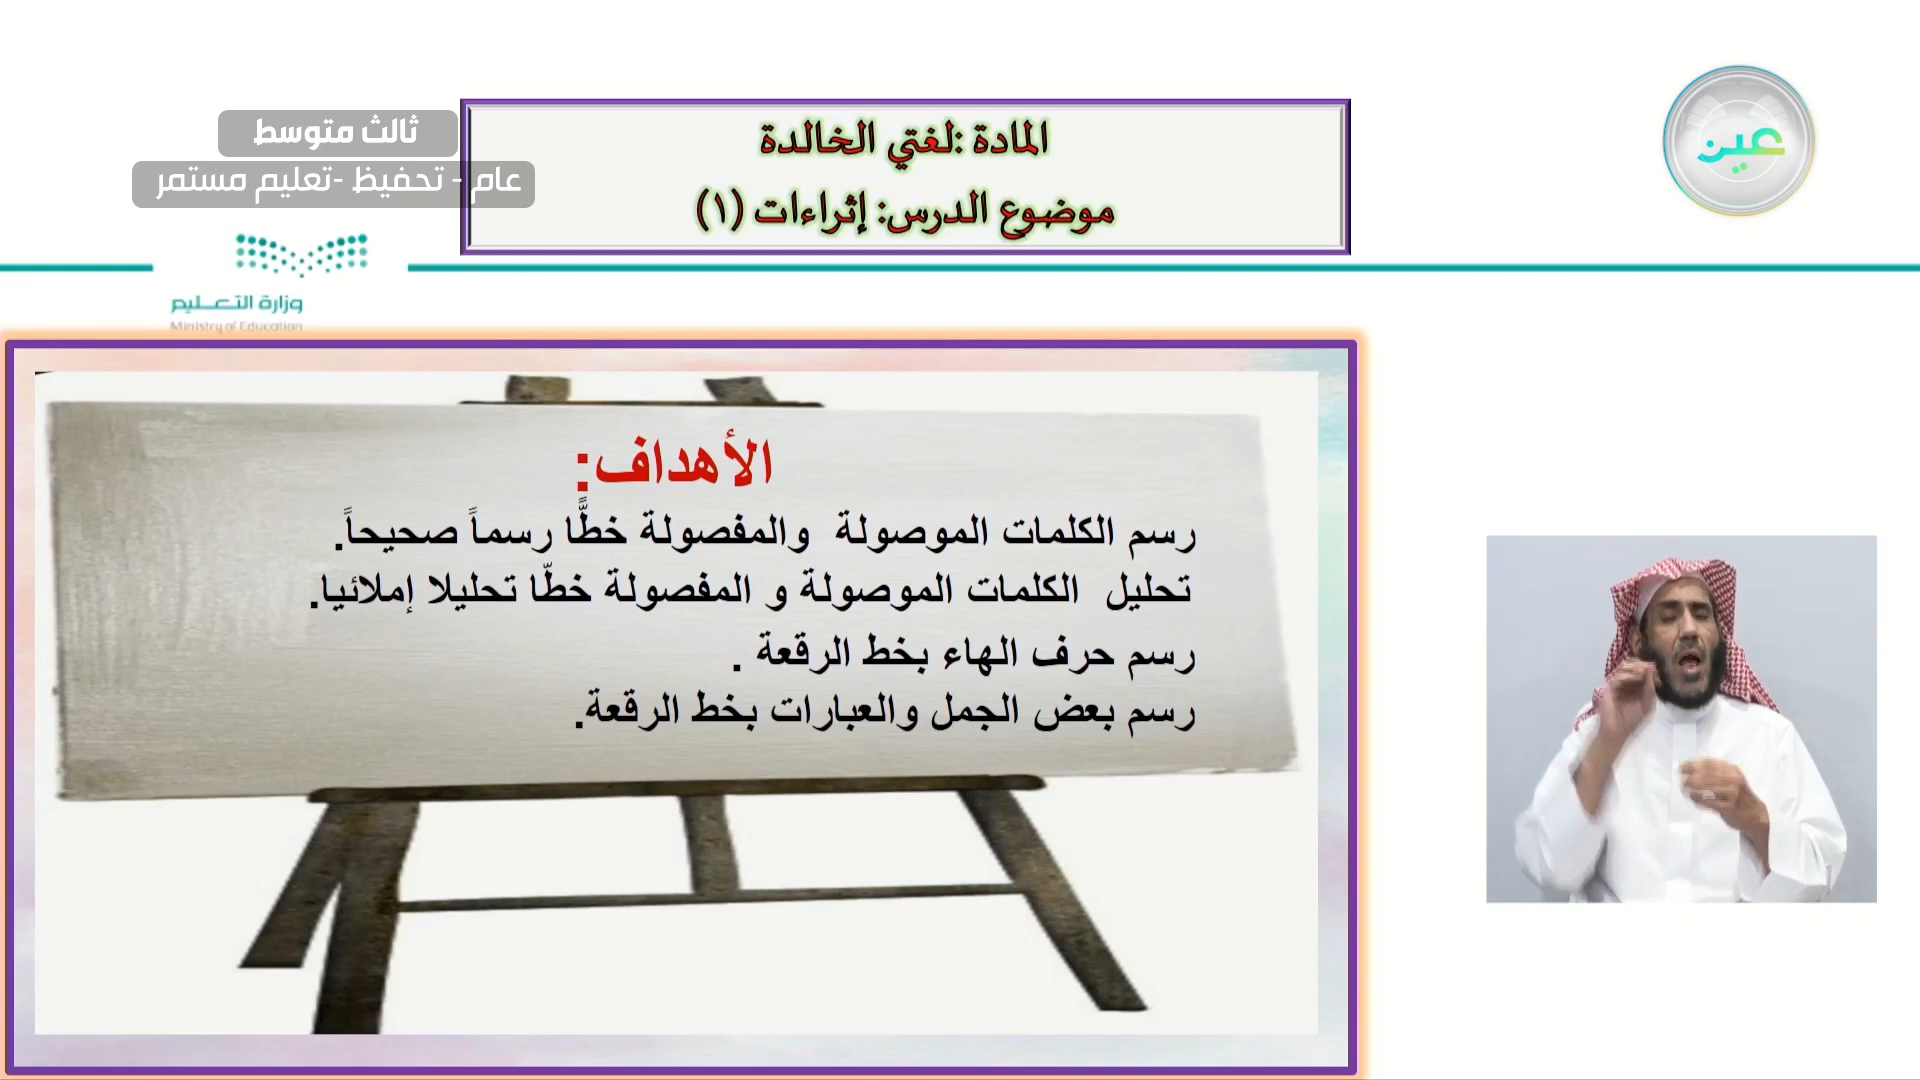 المادة :لغتي الخالدة
موضوع الدرس: إثراءات (١)
ثالث متوسط
عام - تحفيظ -تعليم مستمر
عين
وزارة التعـــليم
Ministry of Education
الأهداف:
رسم الكلمات الموصولة والمفصولة خطًّا رسماً صحيحاً.
تحليل الكلمات الموصولة و المفصولة خطّا تحليلا إملائيا.
رسم حرف الهاء بخط الرقعة .
رسم بعض الجمل والعبارات بخط الرقعة.